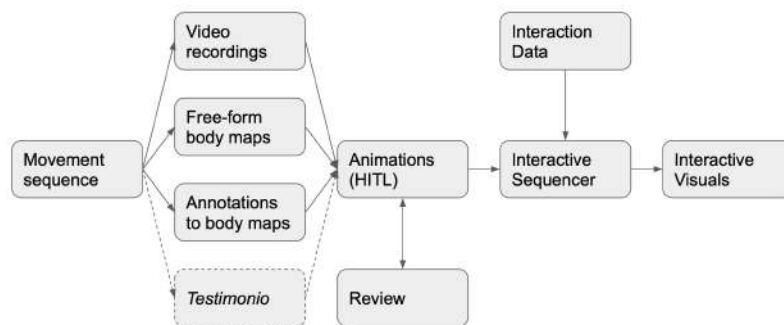 Video
recordings
Interaction
Data
Free-form
body maps
Movement
sequence
Animations
(HITL)
Interactive
Sequencer
Interactive
Visuals
Annotations
to body maps
Testimonio
Review